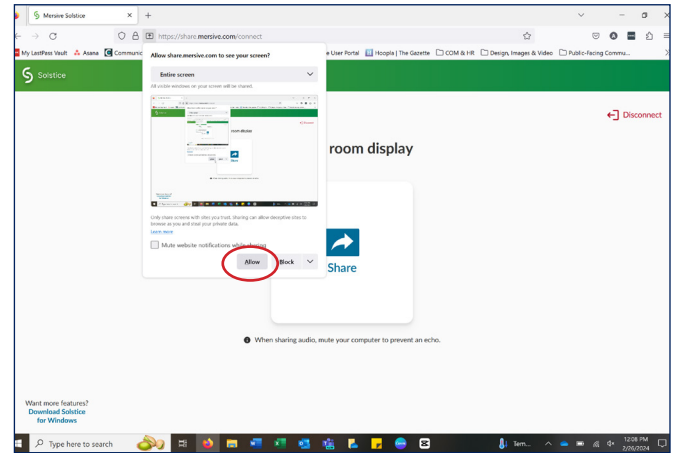 Mersive Solstice
https://share.mersive.com/connect
My LastPass Vault Asana Communic
e User Portal Hoopla | The Gazette COM & HR Design, Images & Video Public-Facing Commu...
Solstice
Allow share.mersive.com to see your screen?
Entire screen
All visible windows on your screen will be shared.
Disconnect
room display
Only share screens with sites you trust. Sharing can allow deceptive sites to
browse as you and steal your private data.
Learn more
Mute website notifications while sharing
Allow
Block
Share
When sharing audio, mute your computer to prevent an echo.
Want more features?
Download Solstice
for Windows
Type here to search
Tem...
12:08 PM
2/26/2024